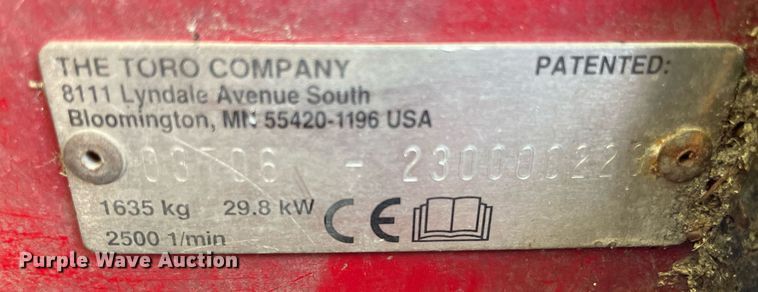 THE TORO COMPANY PATENTED:
8111 Lyndale Avenue South
Bloomington, MN 55420-1196 USA
-
1635 kg 29.8 kW CE
2500 1/min
Purple Wave Auction